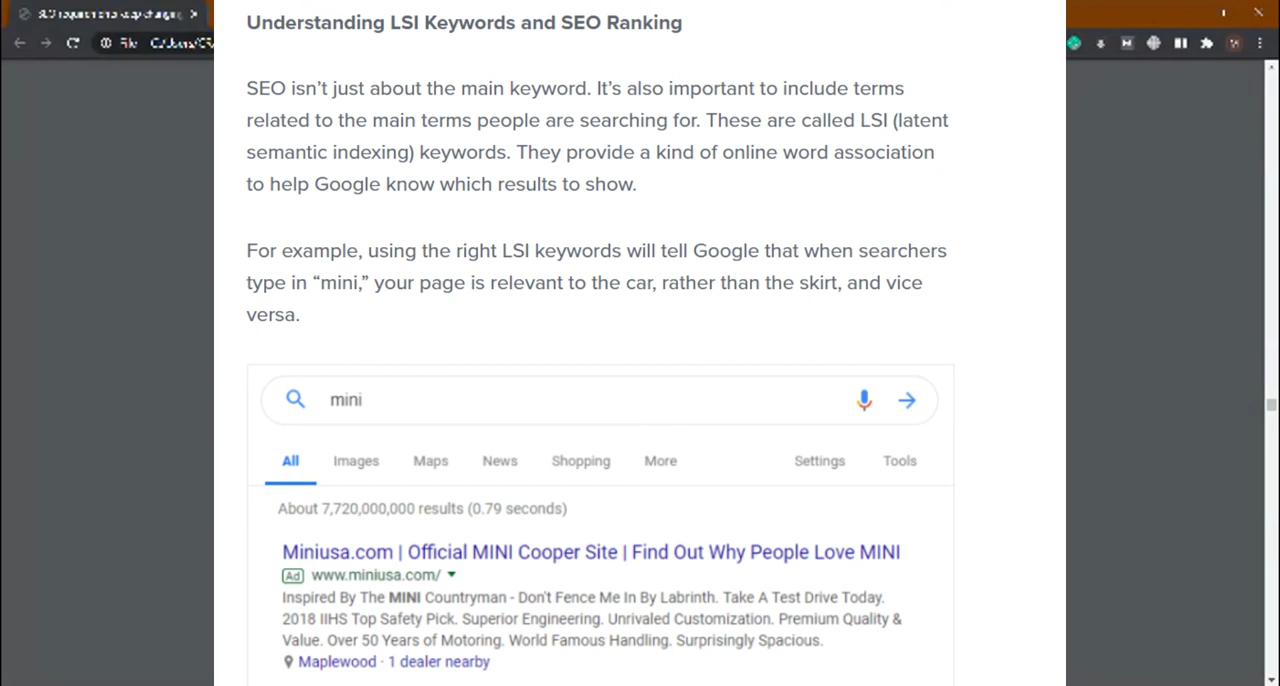 SEO requirements keep changing
File C:/Users/
Understanding LSI Keywords and SEO Ranking
SEO isn’t just about the main keyword. It’s also important to include terms
related to the main terms people are searching for. These are called LSI (latent
semantic indexing) keywords. They provide a kind of online word association
to help Google know which results to show.
For example, using the right LSI keywords will tell Google that when searchers
type in “mini,” your page is relevant to the car, rather than the skirt, and vice
versa.
mini
All Images Maps News Shopping More Settings Tools
About 7,720,000,000 results (0.79 seconds)
Miniusa.com | Official MINI Cooper Site | Find Out Why People Love MINI
Ad www.miniusa.com/
Inspired By The MINI Countryman - Don't Fence Me In By Labrinth. Take A Test Drive Today.
2018 IIHS Top Safety Pick. Superior Engineering. Unrivaled Customization. Premium Quality &
Value. Over 50 Years of Motoring. World Famous Handling. Surprisingly Spacious.
Maplewood · 1 dealer nearby